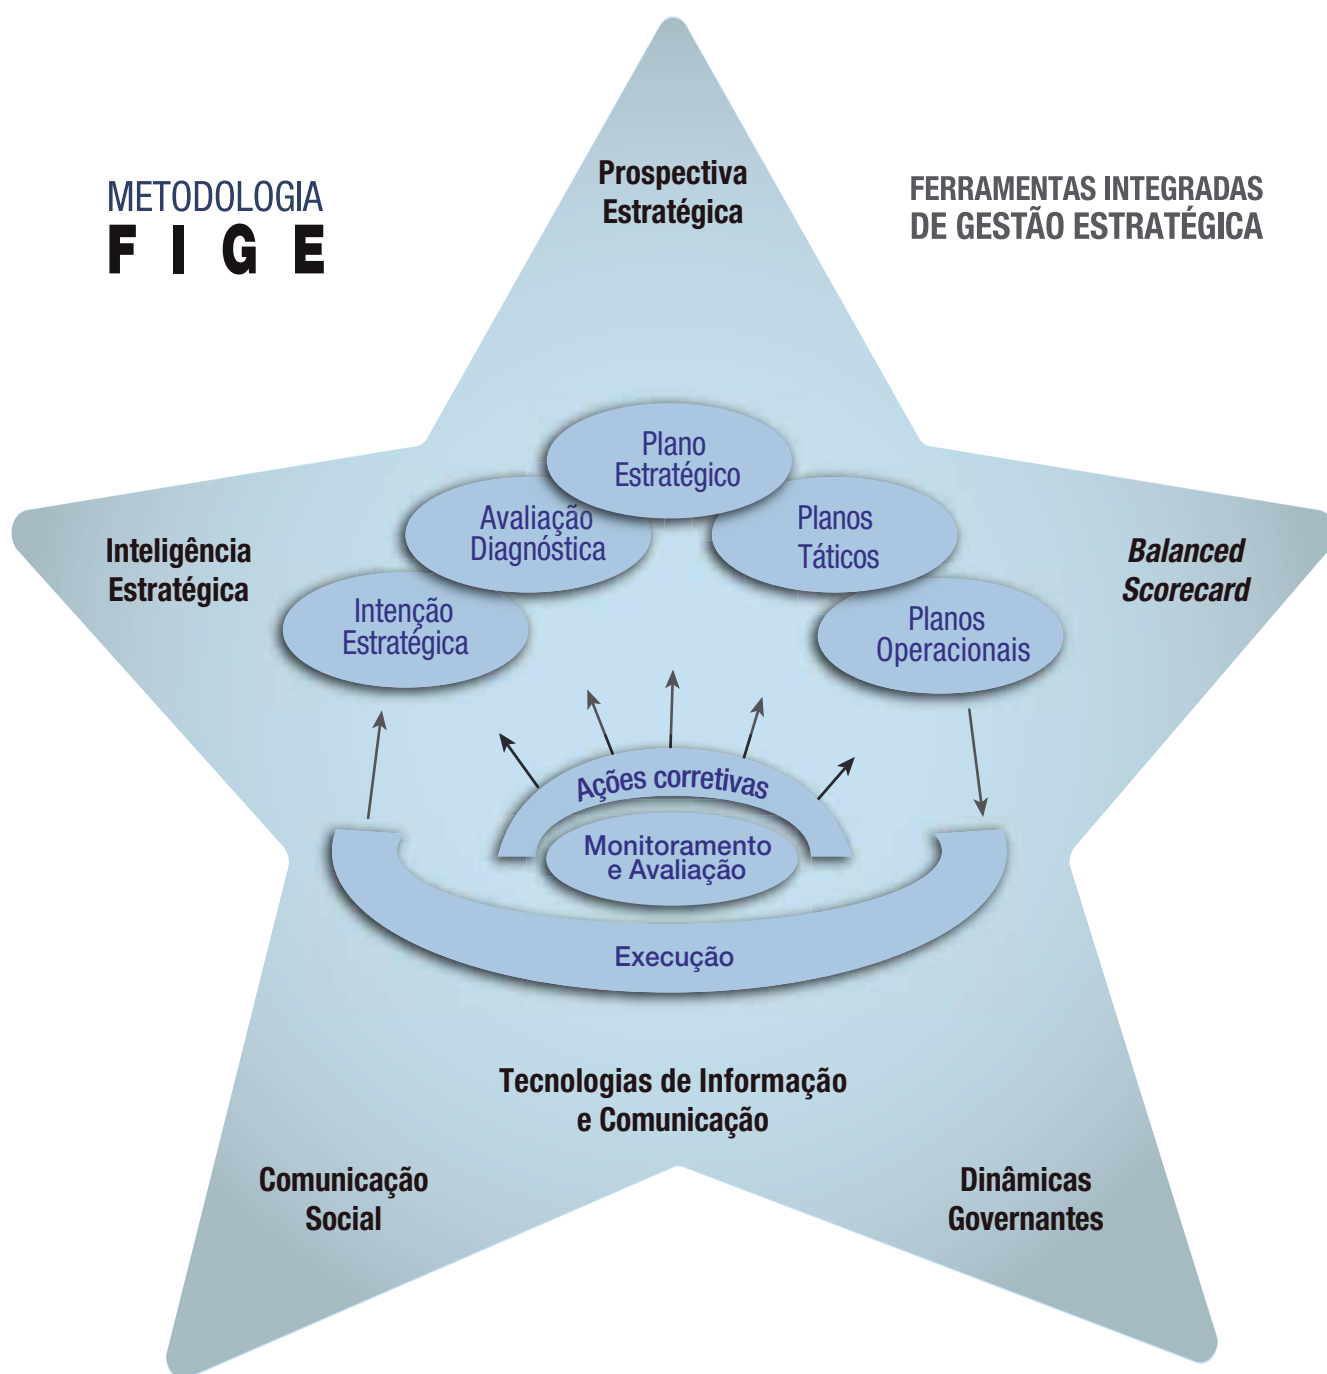 METODOLOGIA
FIGE
FERRAMENTAS INTEGRADAS
DE GESTÃO ESTRATÉGICA
Prospectiva
Estratégica
Inteligência
Estratégica
Balanced
Scorecard
Plano
Estratégico
Avaliação
Diagnóstica
Planos
Táticos
Intenção
Estratégica
Planos
Operacionais
Ações corretivas
Monitoramento
e Avaliação
Execução
Tecnologias de Informação
e Comunicação
Comunicação
Social
Dinâmicas
Governantes